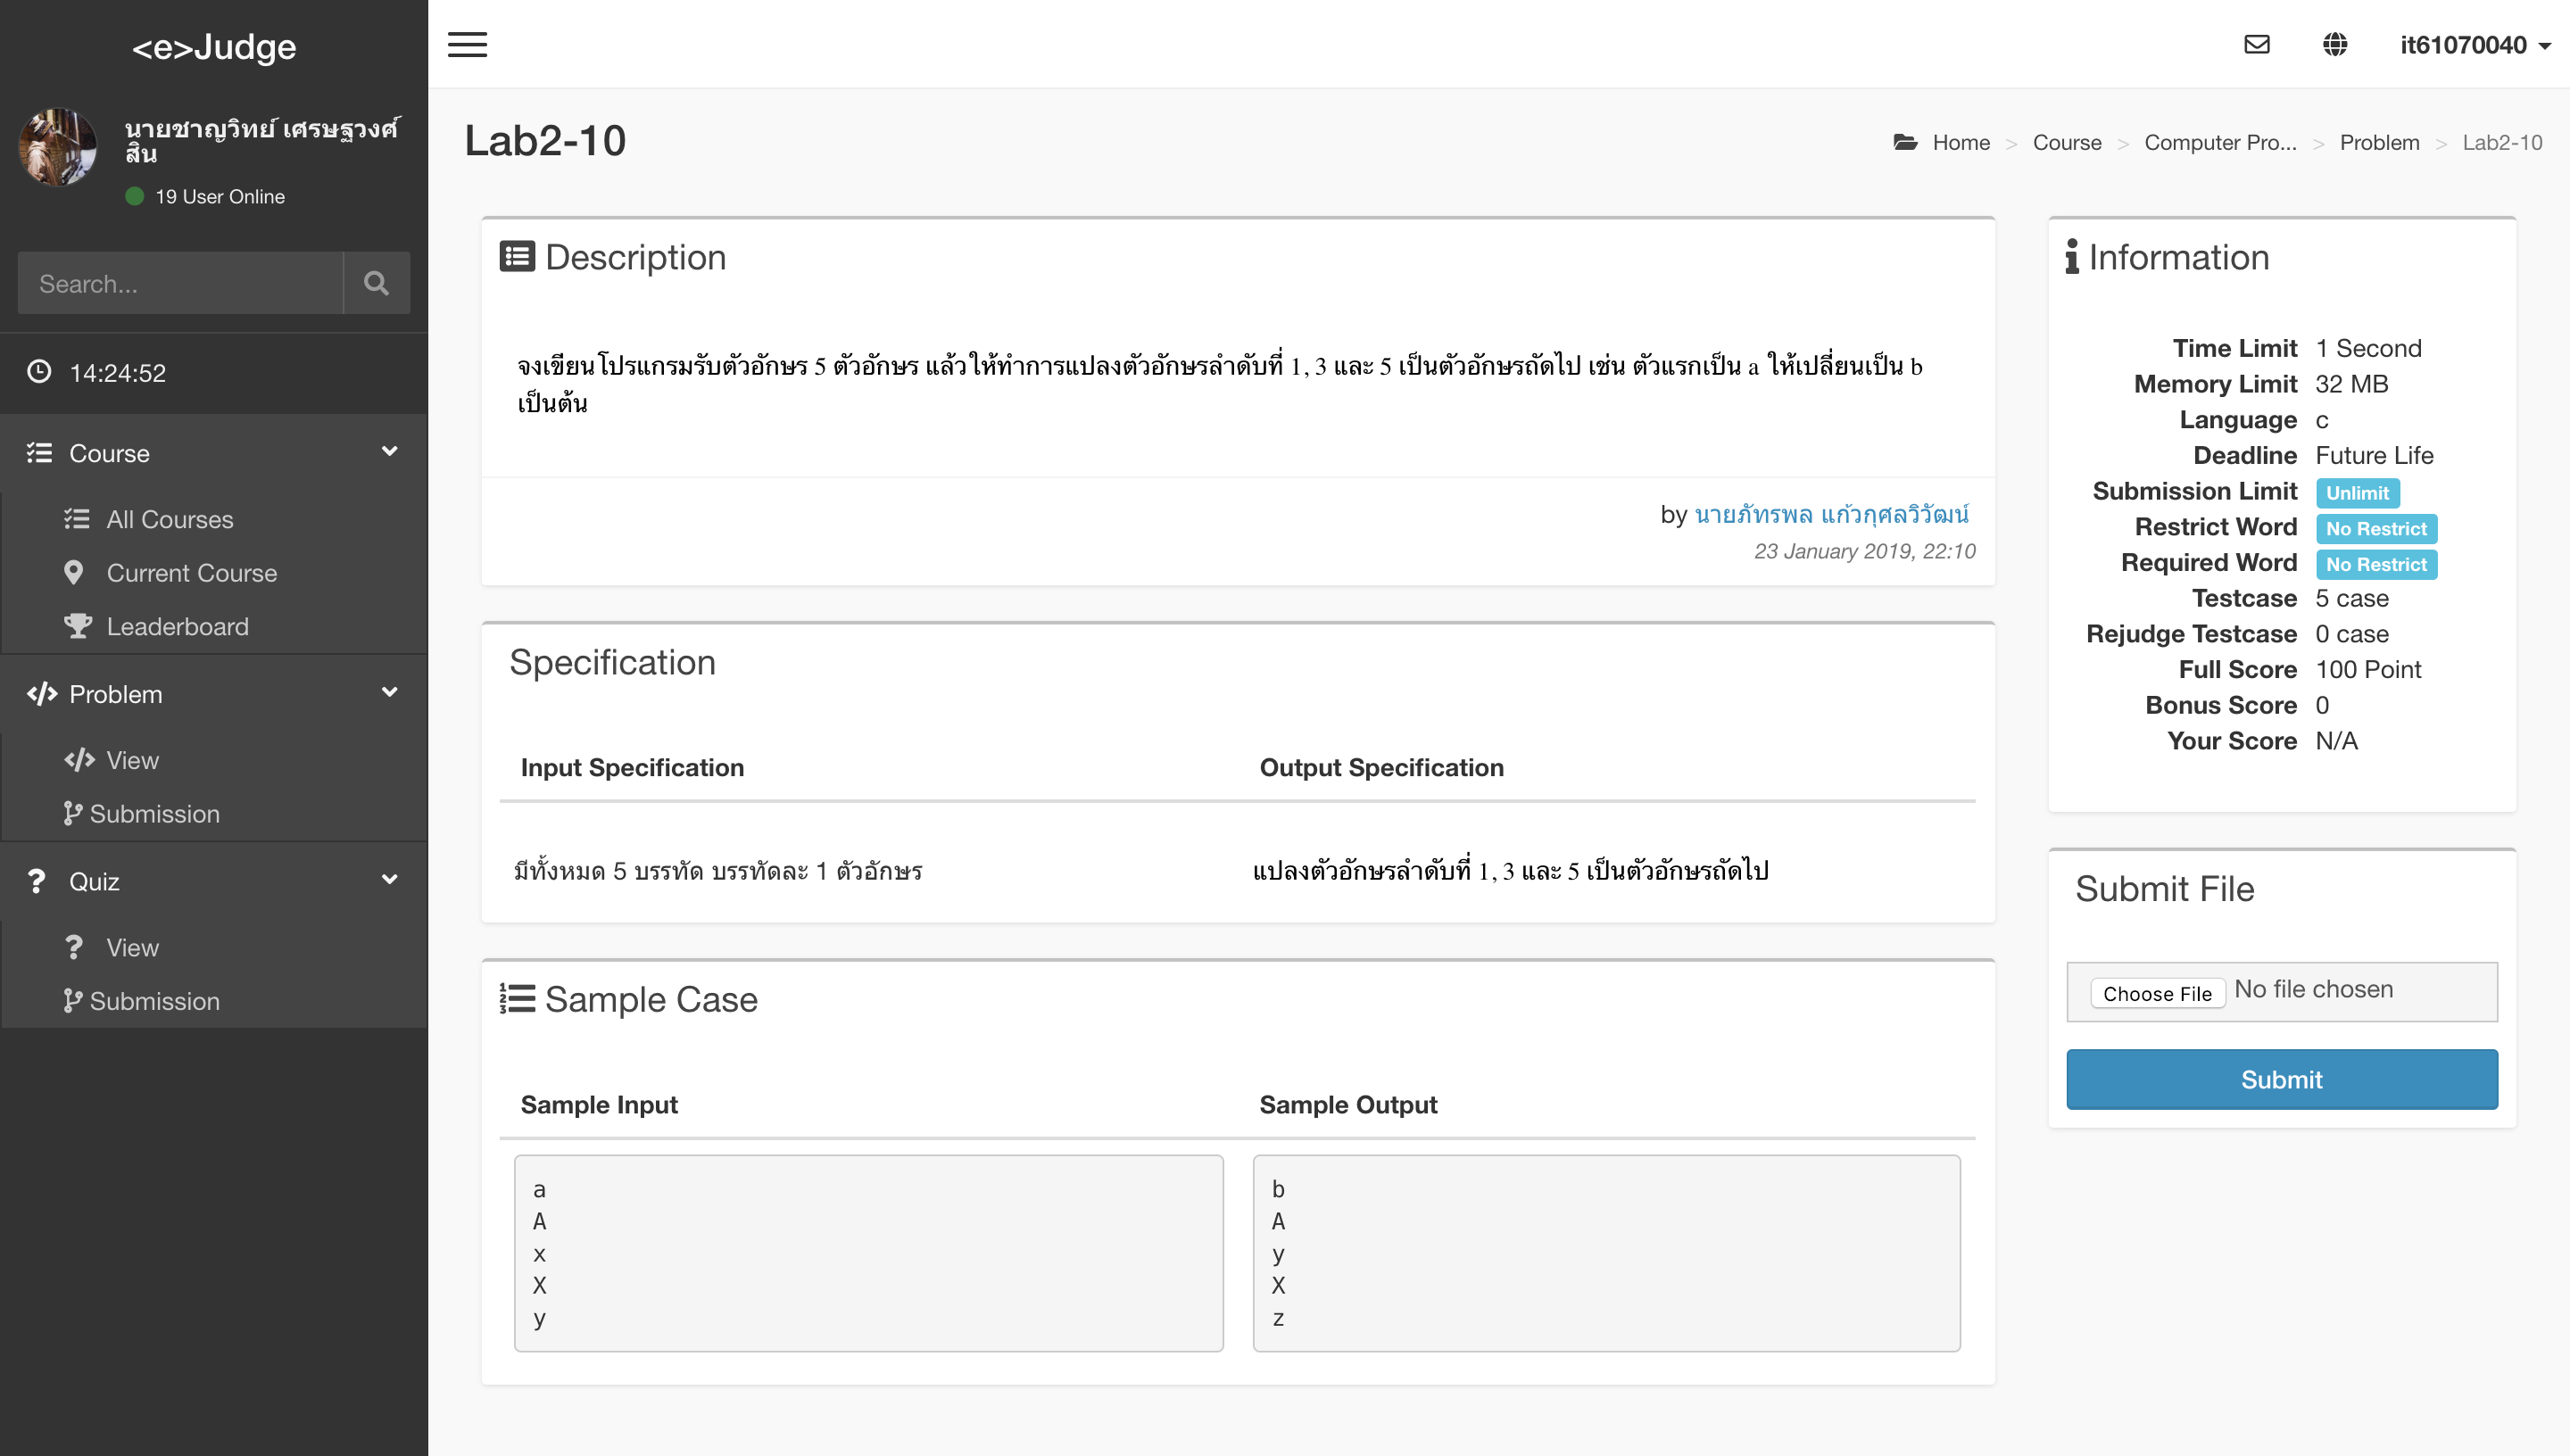 <e>Judge
นายชาญวิทย์ เศรษฐวงศ์
สิน
19 User Online
Search...
14:24:52
Course
All Courses
Current Course
Leaderboard
Problem
View
Submission
Quiz
View
Submission
it61070040
Lab2-10
Home > Course > Computer Pro... > Problem > Lab2-10
Description
จงเขียนโปรแกรมรับตัวอักษร 5 ตัวอักษร แล้วให้ทำการแปลงตัวอักษรลำดับที่ 1, 3 และ 5 เป็นตัวอักษรถัดไป เช่น ตัวแรกเป็น a ให้เปลี่ยนเป็น b
เป็นต้น
by นายภัทรพล แก้วกุศลวิวัฒน์
23 January 2019, 22:10
Specification
Input Specification Output Specification
มีทั้งหมด 5 บรรทัด บรรทัดละ 1 ตัวอักษร แปลงตัวอักษรลำดับที่ 1, 3 และ 5 เป็นตัวอักษรถัดไป
Sample Case
Sample Input Sample Output
a b
A A
x y
X X
y z
Information
Time Limit 1 Second
Memory Limit 32 MB
Language c
Deadline Future Life
Submission Limit Unlimit
Restrict Word No Restrict
Required Word No Restrict
Testcase 5 case
Rejudge Testcase 0 case
Full Score 100 Point
Bonus Score 0
Your Score N/A
Submit File
Choose File No file chosen
Submit